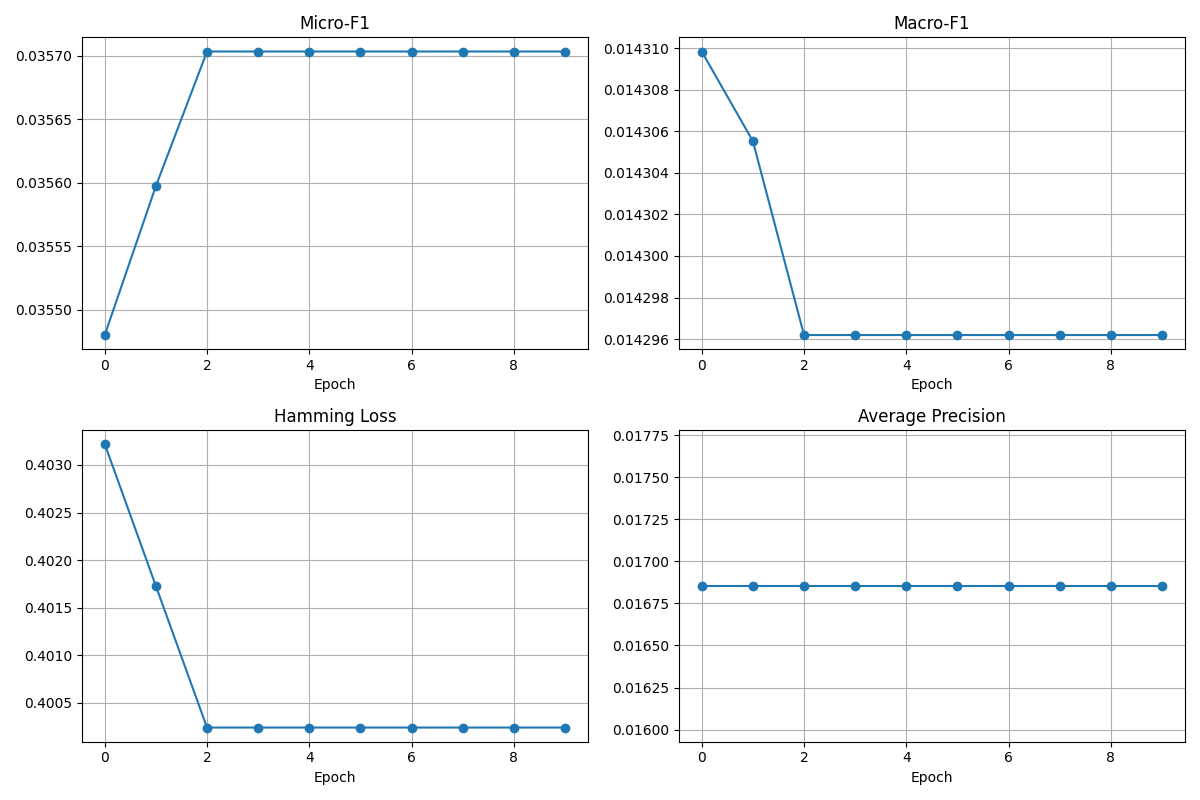 Micro-F1
0.03570
0.03565
0.03560
0.03555
0.03550
0 2 4 6 8
Epoch
Macro-F1
0.014310
0.014308
0.014306
0.014304
0.014302
0.014300
0.014298
0.014296
0 2 4 6 8
Epoch
Hamming Loss
0.4030
0.4025
0.4020
0.4015
0.4010
0.4005
0 2 4 6 8
Epoch
Average Precision
0.01775
0.01750
0.01725
0.01700
0.01675
0.01650
0.01625
0.01600
0 2 4 6 8
Epoch